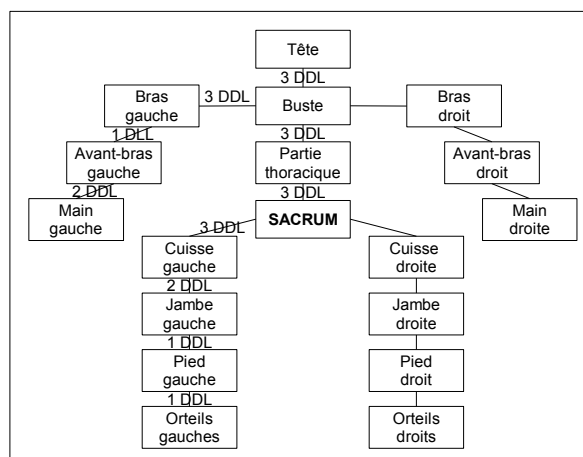 Tête
3 DDL
Bras
gauche
3 DDL
Buste
Bras
droit
1 DLL
3 DDL
Avant-bras
gauche
Partie
thoracique
Avant-bras
droit
2 DDL
3 DDL
Main
gauche
SACRUM
Main
droite
3 DDL
Cuisse
gauche
Cuisse
droite
2 DDL
Jambe
gauche
Jambe
droite
1 DDL
Pied
gauche
Pied
droit
1 DDL
Orteils
gauches
Orteils
droits